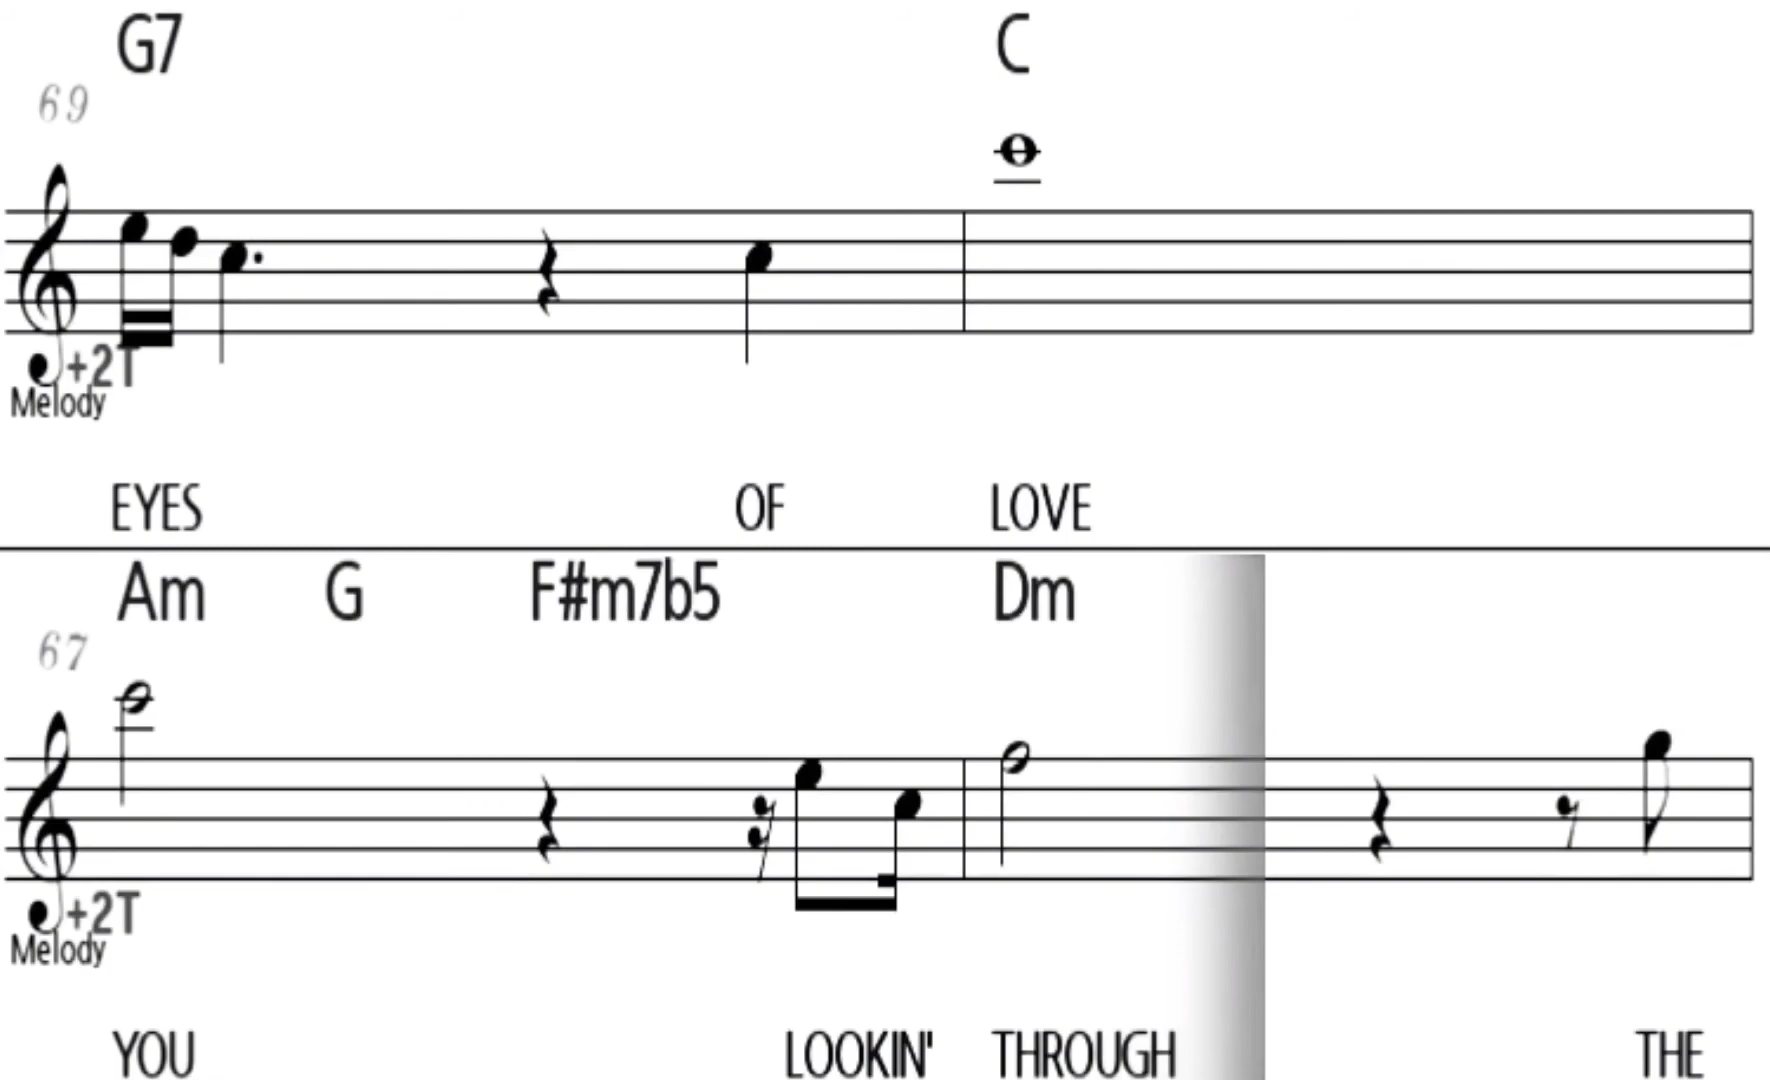 G7 C
69
+2T
Melody
EYES OF LOVE
Am G F#m7b5 Dm
67
+2T
Melody
YOU LOOKIN' THROUGH THE